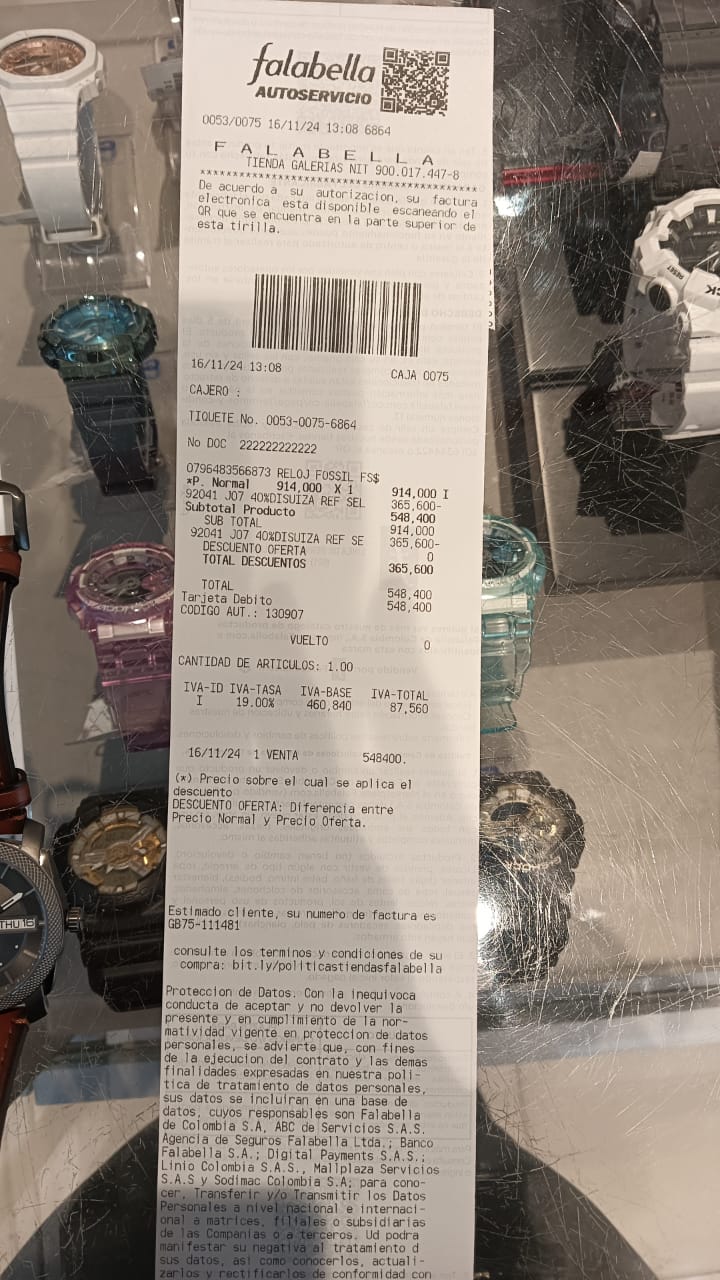 falabella
AUTOSERVICIO
0053/0075 16/11/24 13:08 6864
F A L A B E L L A
TIENDA GALERIAS NIT 900.017.447-8
De acuerdo a su autorizacion, su factura
electronica esta disponible escaneando el
QR que se encuentra en la parte superior de
esta tirilla.
16/11/24 13:08 CAJA 0075
CAJERO :
TIQUETE No. 0053-0075-6864
No DOC 222222222222
0796483566873 RELOJ FOSSIL FS$
*P. Normal 914,000 X 1 914,000 I
92041 J07 40%DISUIZA REF SEL 365,600-
Subtotal Producto 548,400
SUB TOTAL 914,000
92041 J07 40%DISUIZA REF SE 365,600-
DESCUENTO OFERTA 0
TOTAL DESCUENTOS 365,600
TOTAL 548,400
Tarjeta Debito 548,400
CODIGO AUT.: 130907
VUELTO 0
CANTIDAD DE ARTICULOS: 1.00
IVA-ID IVA-TASA IVA-BASE IVA-TOTAL
I 19.00% 460,840 87,560
16/11/24 1 VENTA 548400.
(*) Precio sobre el cual se aplica el
descuento
DESCUENTO OFERTA: Diferencia entre
Precio Normal y Precio Oferta.
Estimado cliente, su numero de factura es
GB75-111481
consulte los terminos y condiciones de su
compra: bit.ly/politicastiendasfalabella
Proteccion de Datos. Con la inequivoca
conducta de aceptar y no devolver la
presente y en cumplimiento de la nor-
matividad vigente en proteccion de datos
personales, se advierte que, con fines
de la ejecucion del contrato y las demas
finalidades expresadas en nuestra poli-
tica de tratamiento de datos personales,
sus datos se incluiran en una base de
datos, cuyos responsables son Falabella
de Colombia S.A, ABC de Servicios S.A.S.
Agencia de Seguros Falabella Ltda.; Banco
Falabella S.A.; Digital Payments S.A.S.;
Linio Colombia S.A.S., Mallplaza Servicios
S.A.S y Sodimac Colombia S.A; para cono-
cer, Transferir y/o Transmitir los Datos
Personales a nivel nacional e internaci-
onal a matrices, filiales o subsidiarias
de las Companias o a terceros. Ud podra
manifestar su negativa al tratamiento d
sus datos, asi como conocerlos, actuali-
zarlos y rectificarlos de conformidad con
THU 16
RESET